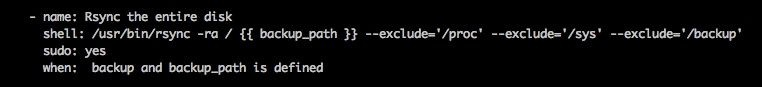 - name: Rsync the entire disk
shell: /usr/bin/rsync -ra / {{ backup_path }} --exclude='/proc' --exclude='/sys' --exclude='/backup'
sudo: yes
when:  backup and backup_path is defined